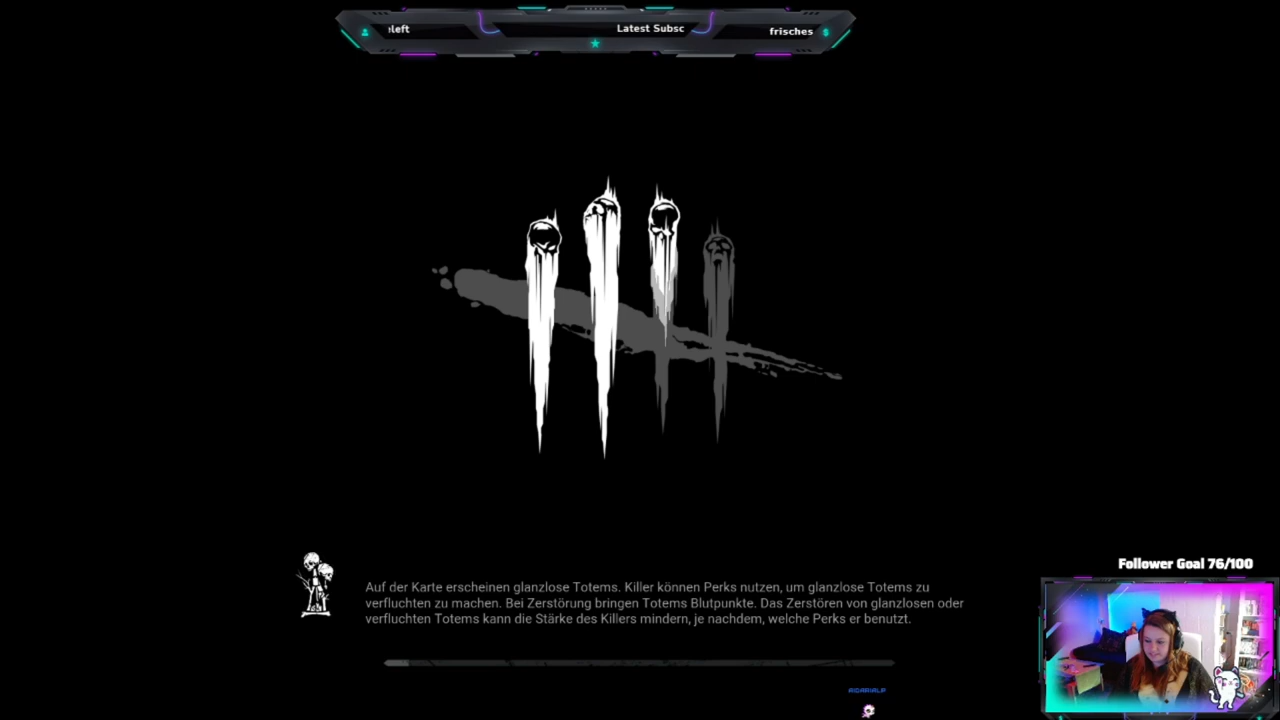 left
Latest Subsc
frisches
Auf der Karte erscheinen glanzlose Totems. Killer können Perks nutzen, um glanzlose Totems zu
verfluchten zu machen. Bei Zerstörung bringen Totems Blutpunkte. Das Zerstören von glanzlosen oder
verfluchten Totems kann die Stärke des Killers mindern, je nachdem, welche Perks er benutzt.
Follower Goal 76/100